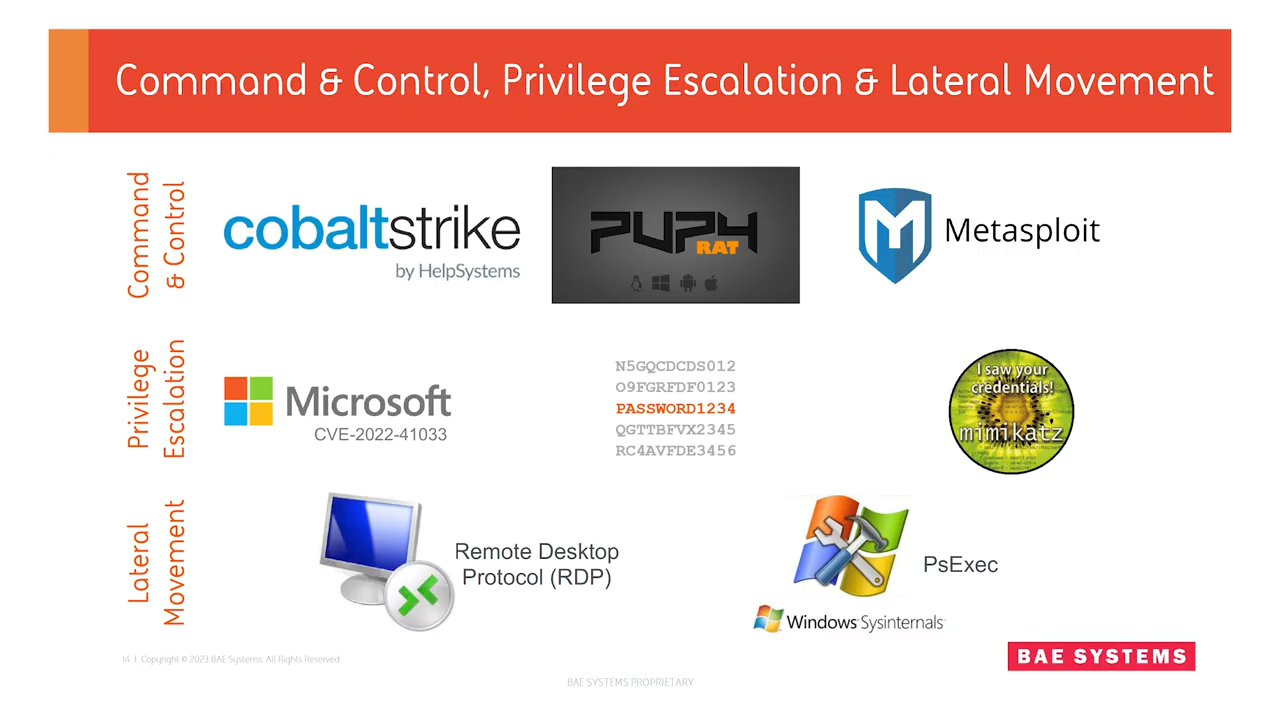 Command & Control, Privilege Escalation & Lateral Movement
Command
& Control
cobaltstrike
by HelpSystems
PUPY
RAT
Metasploit
Privilege
Escalation
Microsoft
CVE-2022-41033
N5GQCDCDS012
O9FGRFDF0123
PASSWORD1234
QGTTBFVX2345
RC4AVFDE3456
I saw your
credentials!
mimikatz
Lateral
Movement
Remote Desktop
Protocol (RDP)
PsExec
Windows Sysinternals
14 | Copyright © 2023 BAE Systems. All Rights Reserved
BAE SYSTEMS
BAE SYSTEMS PROPRIETARY